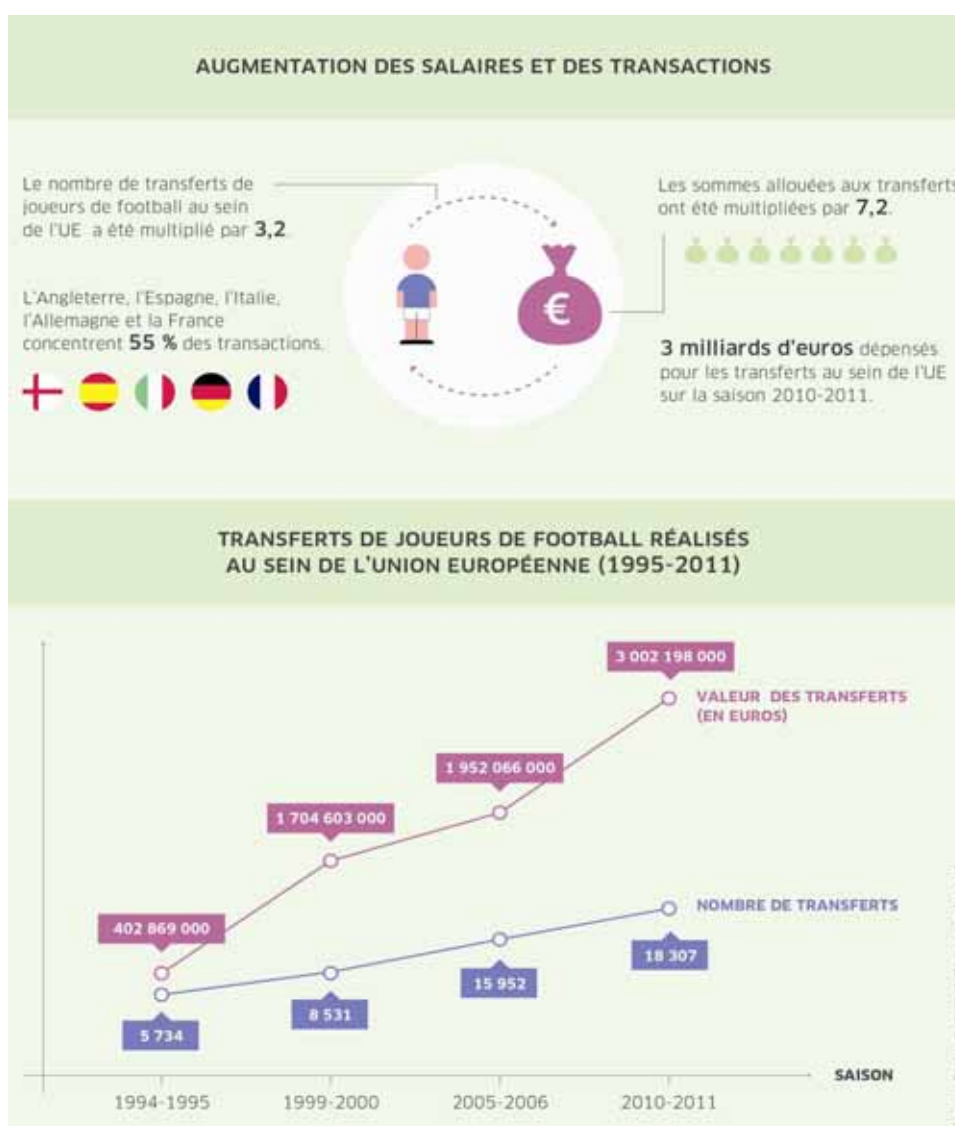 AUGMENTATION DES SALAIRES ET DES TRANSACTIONS
Le nombre de transferts de
joueurs de football au sein
de l'UE a été multiplié par 3,2.
L'Angleterre, l'Espagne, l'Italie,
l'Allemagne et la France
concentrent 55 % des transactions.
€
Les sommes allouées aux transferts
ont été multipliées par 7,2.
3 milliards d'euros dépensés
pour les transferts au sein de l'UE
sur la saison 2010-2011.
TRANSFERTS DE JOUEURS DE FOOTBALL RÉALISÉS
AU SEIN DE L'UNION EUROPÉENNE (1995-2011)
3 002 198 000
VALEUR DES TRANSFERTS
(EN EUROS)
1 952 066 000
1 704 603 000
402 869 000
NOMBRE DE TRANSFERTS
18 307
15 952
8 531
5 734
SAISON
1994-1995
1999-2000
2005-2006
2010-2011